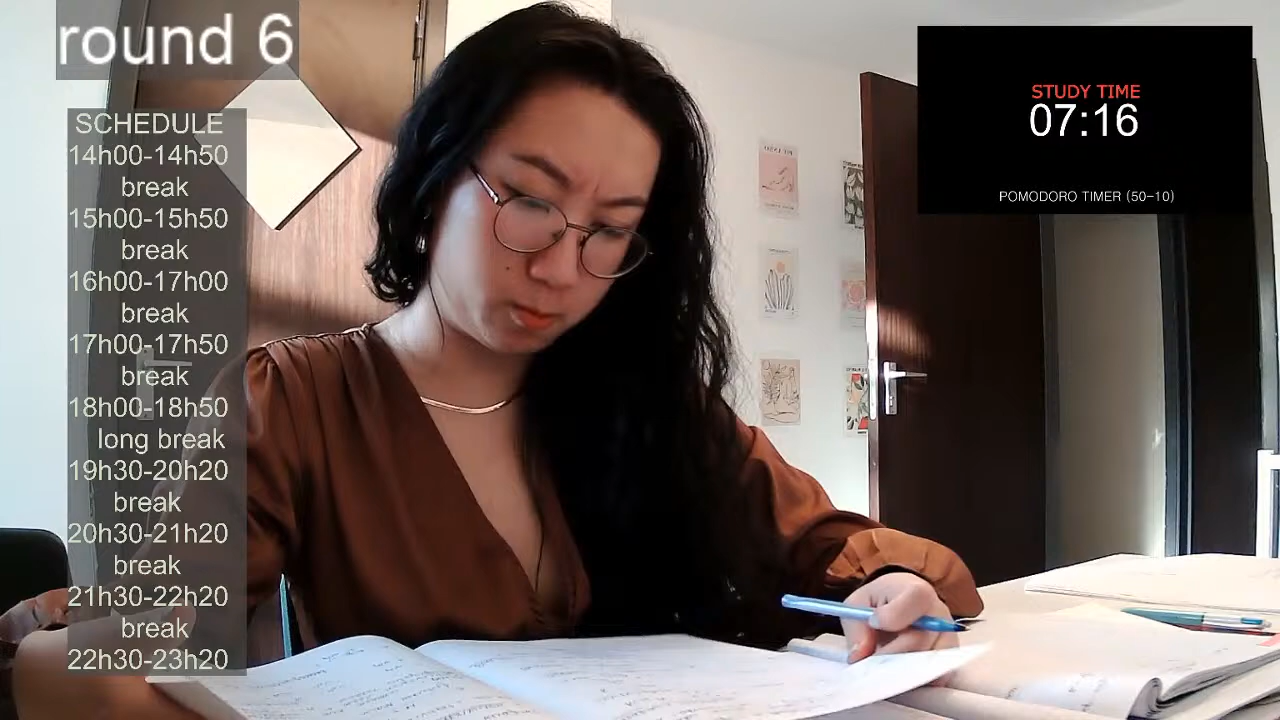 round 6
SCHEDULE
14h00-14h50
break
15h00-15h50
break
16h00-17h00
break
17h00-17h50
break
18h00-18h50
long break
19h30-20h20
break
20h30-21h20
break
21h30-22h20
break
22h30-23h20
STUDY TIME
07:16
POMODORO TIMER (50-10)